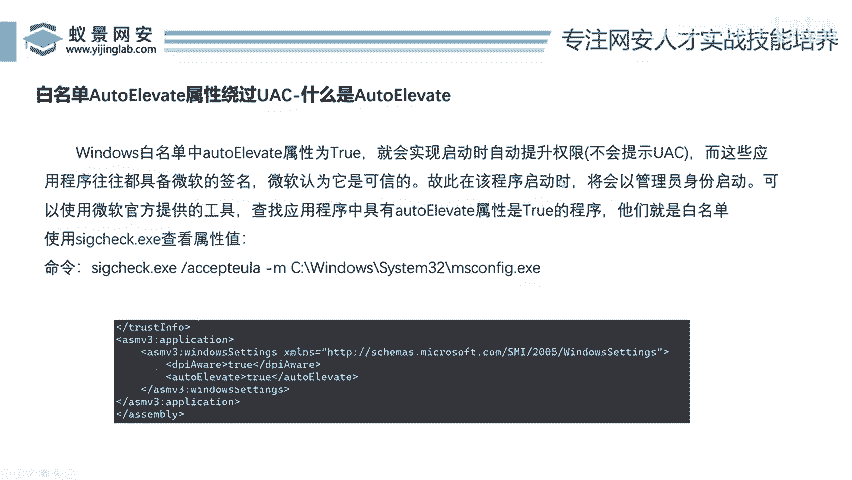 蚁景网安
www.yijinglab.com
专注网安人才实战技能培养
白名单AutoElevate属性绕过UAC-什么是AutoElevate
Windows白名单中autoElevate属性为True，就会实现启动时自动提升权限(不会提示UAC)，而这些应
用程序往往都具备微软的签名，微软认为它是可信的。故此在该程序启动时，将会以管理员身份启动。可
以使用微软官方提供的工具，查找应用程序中具有autoElevate属性是True的程序，他们就是白名单
使用sigcheck.exe查看属性值：
命令：sigcheck.exe /accepteula -m C:\Windows\System32\msconfig.exe
</trustInfo>
<asmv3:application>
<asmv3:windowsSettings xmlns="http://schemas.microsoft.com/SMI/2005/WindowsSettings">
<dpiAware>true</dpiAware>
<autoElevate>true</autoElevate>
</asmv3:windowsSettings>
</asmv3:application>
</assembly>